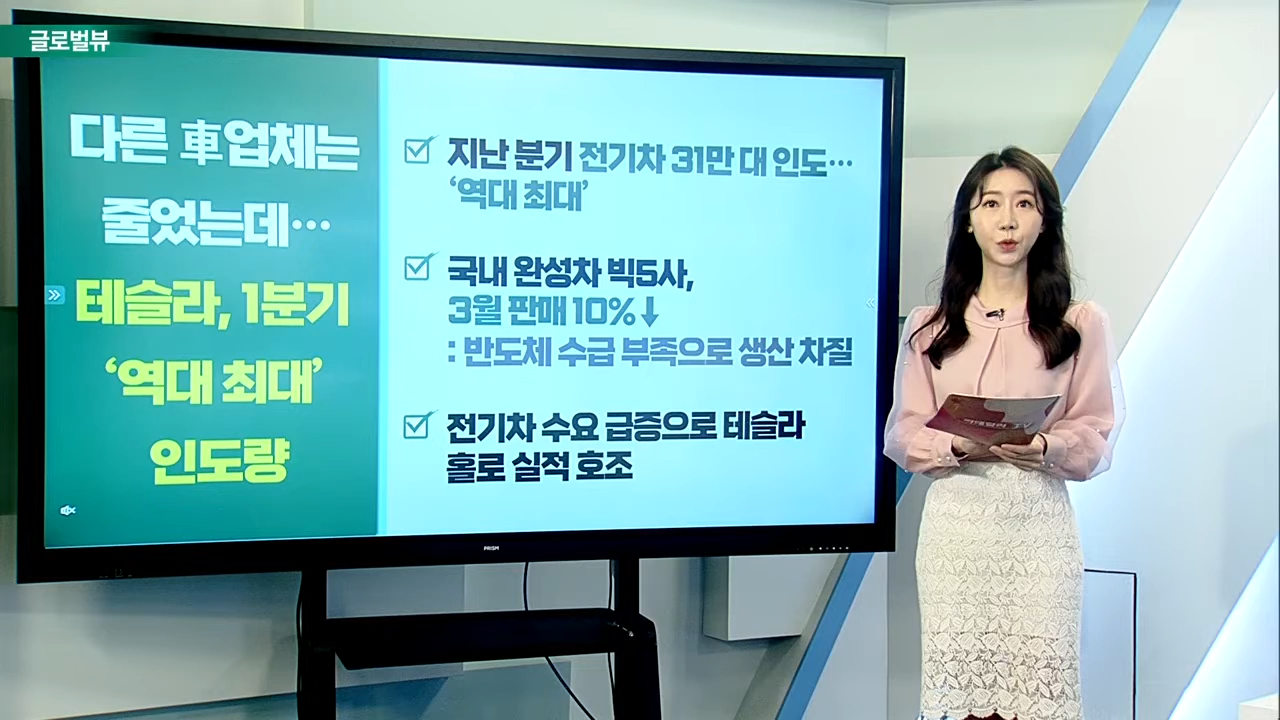 글로벌뷰
다른 車업체는
줄었는데…
테슬라, 1분기
‘역대 최대’
인도량
지난 분기 전기차 31만 대 인도…
‘역대 최대’
국내 완성차 빅5사,
3월 판매 10%↓
: 반도체 수급 부족으로 생산 차질
전기차 수요 급증으로 테슬라
홀로 실적 호조
PRISM